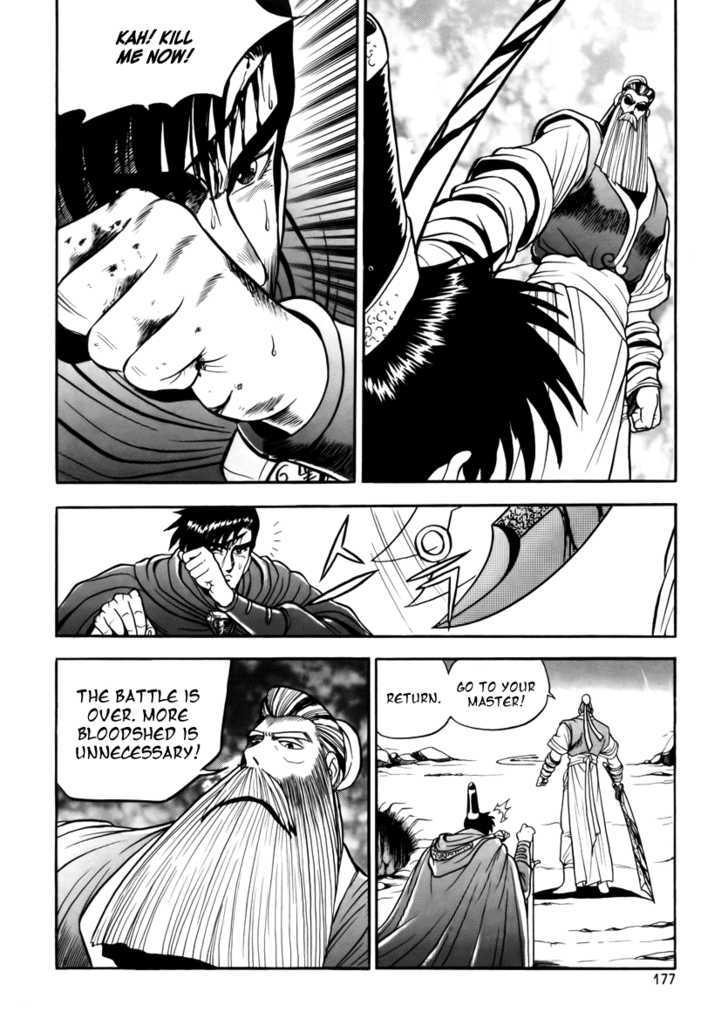 KAH! KILL
ME NOW!
THE BATTLE IS
OVER. MORE
BLOODSHED IS
UNNECESSARY!
RETURN.
GO TO YOUR
MASTER!
177